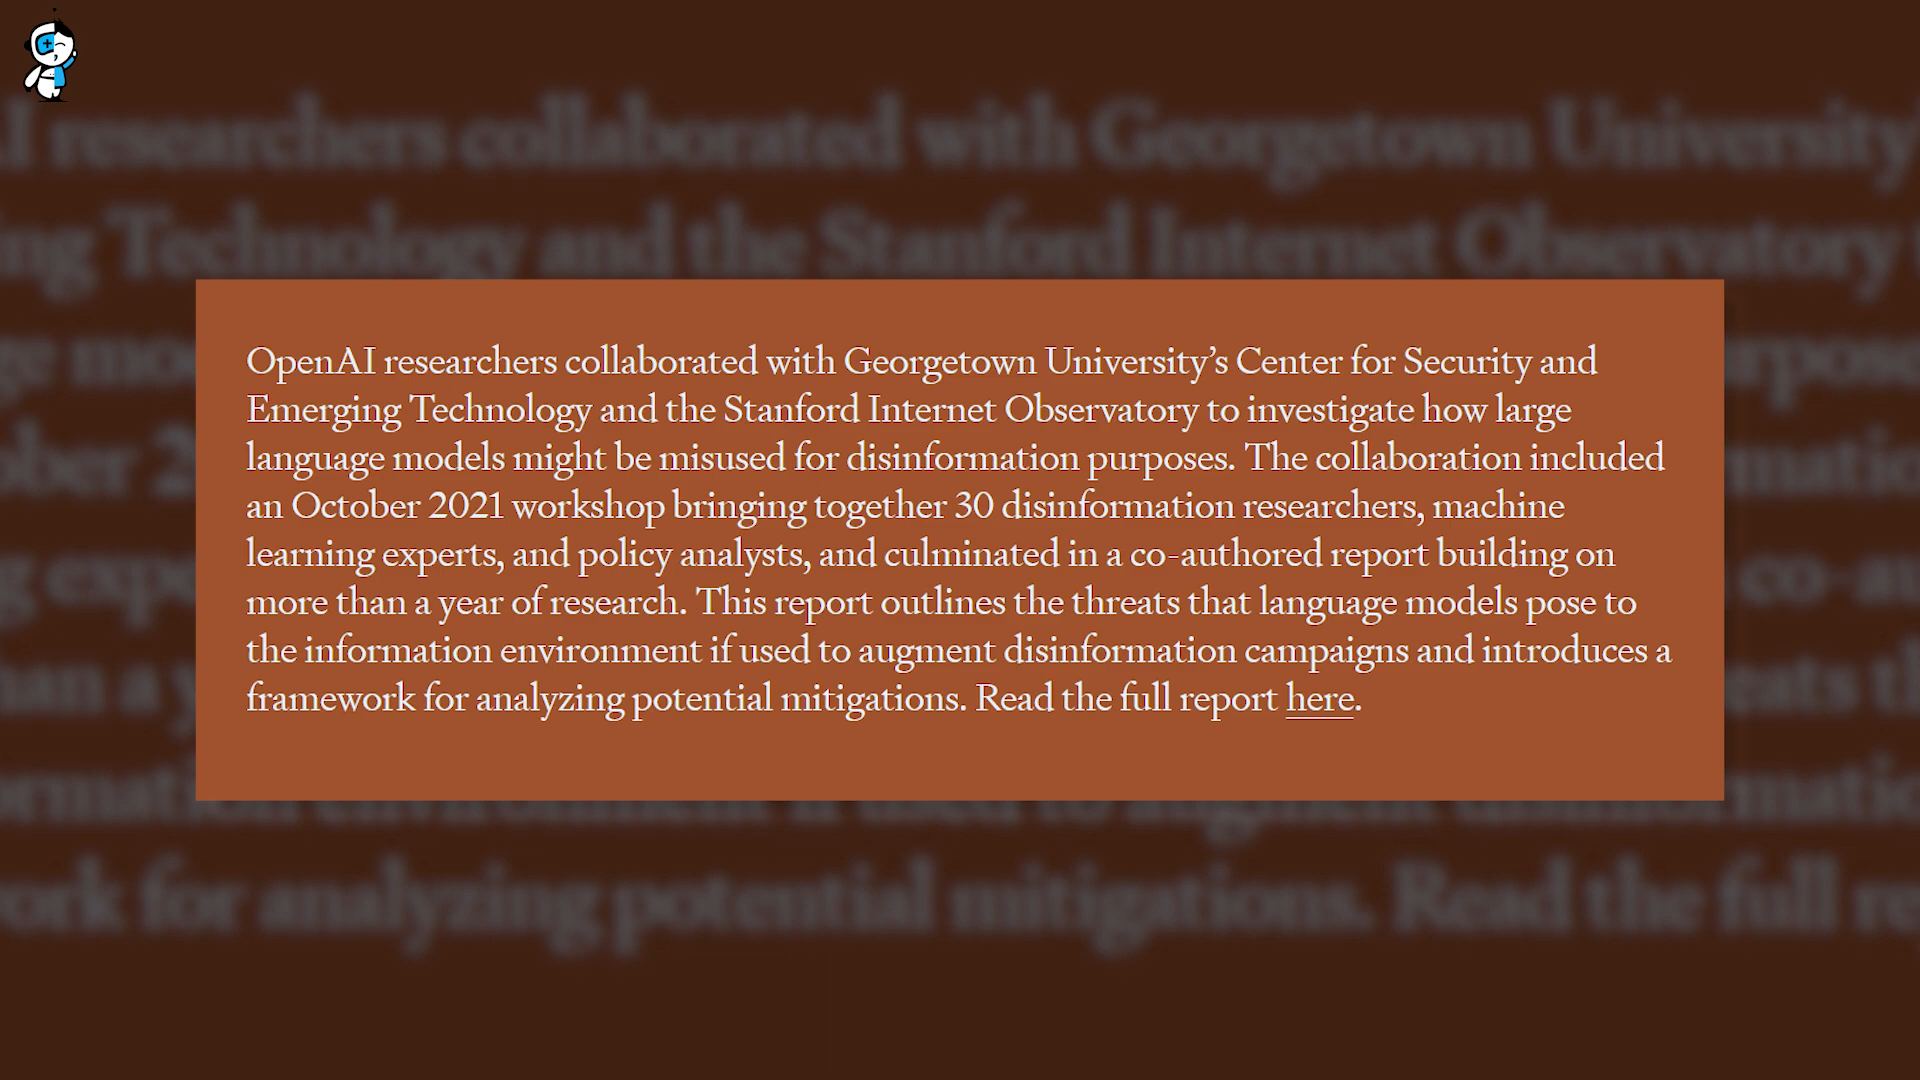 OpenAI researchers collaborated with Georgetown University’s Center for Security and
Emerging Technology and the Stanford Internet Observatory to investigate how large
language models might be misused for disinformation purposes. The collaboration included
an October 2021 workshop bringing together 30 disinformation researchers, machine
learning experts, and policy analysts, and culminated in a co-authored report building on
more than a year of research. This report outlines the threats that language models pose to
the information environment if used to augment disinformation campaigns and introduces a
framework for analyzing potential mitigations. Read the full report here.